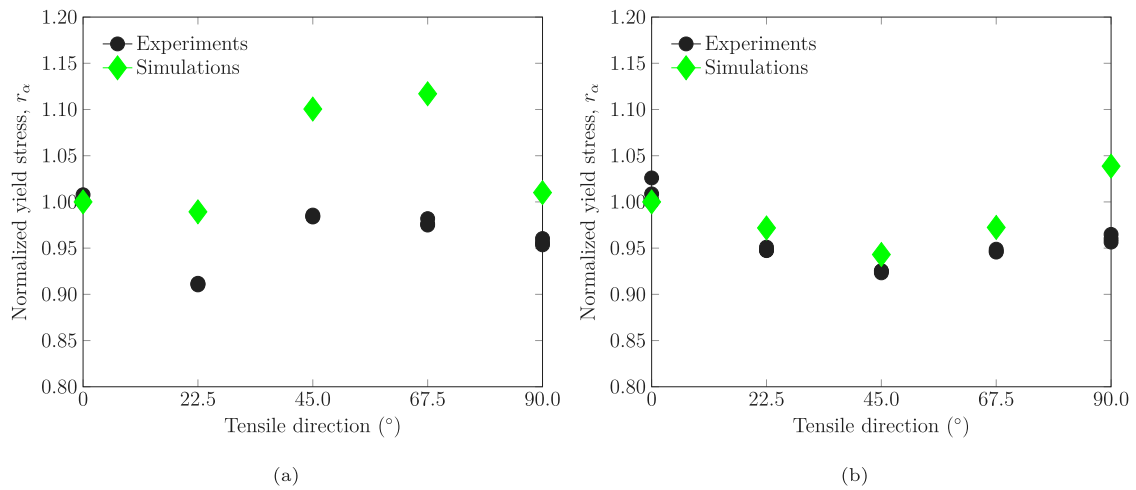 1.20
1.15
1.10
1.05
1.00
0.95
0.90
0.85
0.80
Normalized yield stress, rα
Experiments
Simulations
0 22.5 45.0 67.5 90.0
Tensile direction (°)
(a)
1.20
1.15
1.10
1.05
1.00
0.95
0.90
0.85
0.80
Normalized yield stress, rα
Experiments
Simulations
0 22.5 45.0 67.5 90.0
Tensile direction (°)
(b)